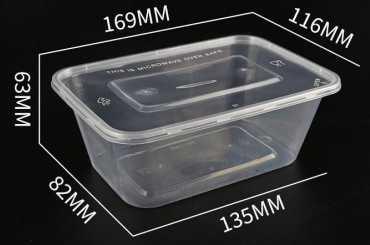 169MM
116MM
THIS IS MICROWAVE OVEN SAFE
63MM
82MM
135MM